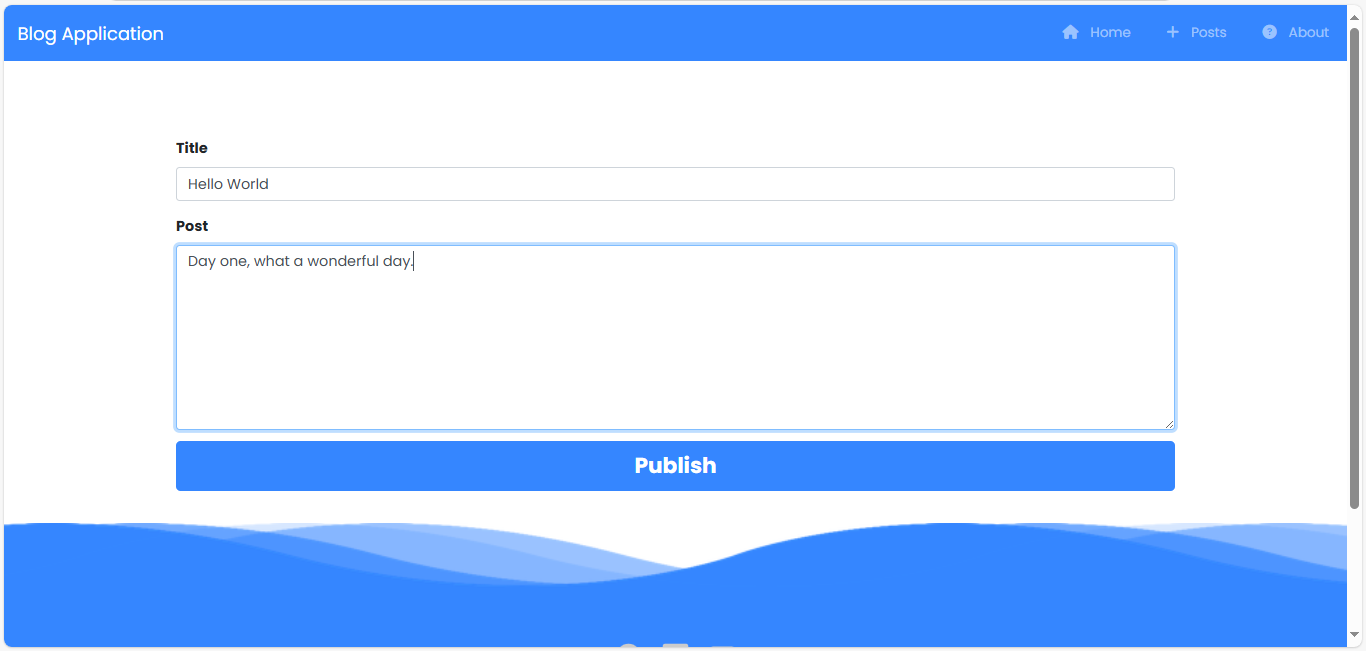 Blog Application
Home
Posts
About
Title
Hello World
Post
Day one, what a wonderful day.
Publish